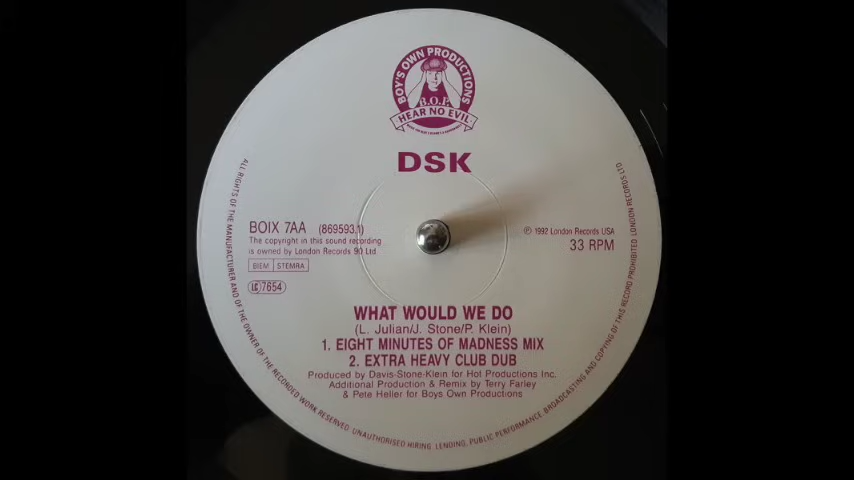 BOY'S OWN PRODUCTIONS
B.O.P.
HEAR NO EVIL
DSK
BOIX 7AA (869593.1)
The copyright in this sound recording
is owned by London Records 90 Ltd
BIEM STEMRA
LC 7654
℗ 1992 London Records USA
33 RPM
WHAT WOULD WE DO
(L. Julian/J. Stone/P. Klein)
1. EIGHT MINUTES OF MADNESS MIX
2. EXTRA HEAVY CLUB DUB
Produced by Davis-Stone-Klein for Hot Productions Inc.
Additional Production & Remix by Terry Farley
& Pete Heller for Boys Own Productions
ALL RIGHTS OF THE MANUFACTURER AND OF THE OWNER OF THE RECORDED WORK RESERVED. UNAUTHORISED HIRING, LENDING, PUBLIC PERFORMANCE, BROADCASTING AND COPYING OF THIS RECORD PROHIBITED LONDON RECORDS LTD